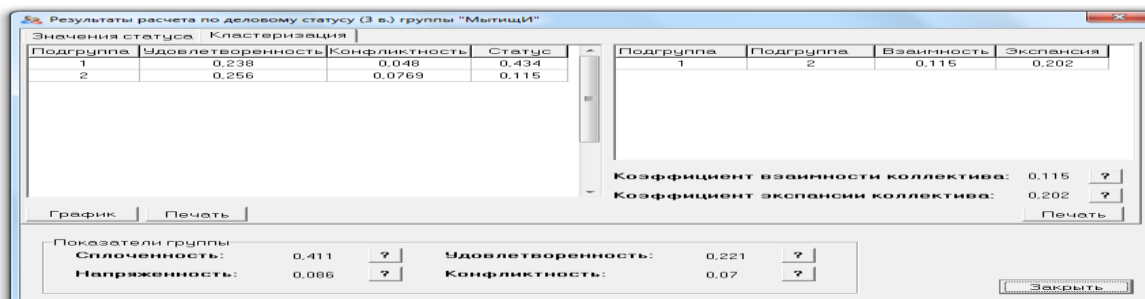 Результаты расчета по деловому статусу (3 в.) группы "МытищИ"
Значения статуса Кластеризация
Подгруппа Удовлетворенность Конфликтность Статус
1 0,238 0,048 0,434
2 0,256 0,0769 0,115
Подгруппа Подгруппа Взаимность Экспансия
1 2 0,115 0,202
Коэффициент взаимности коллектива: 0,115 ?
Коэффициент экспансии коллектива: 0,202 ?
График Печать Печать
Показатели группы
Сплоченность: 0,411 ? Удовлетворенность: 0,221 ?
Напряженность: 0,086 ? Конфликтность: 0,07 ?
Закрыть